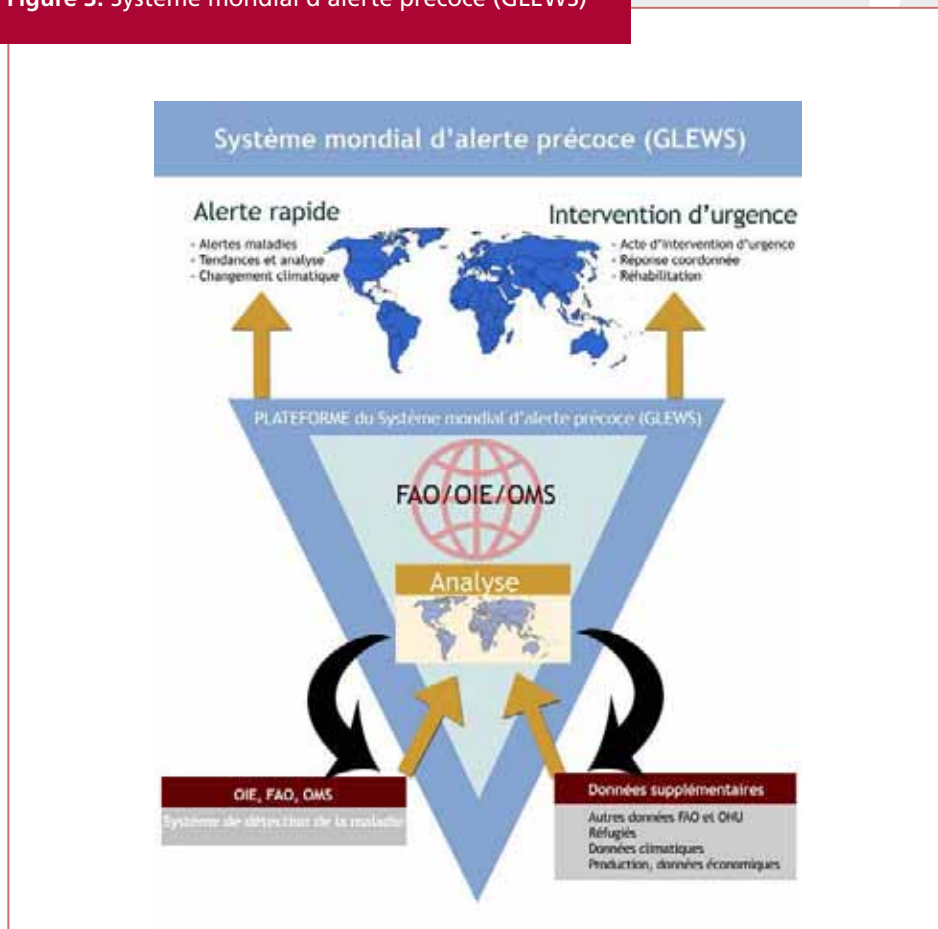 Figure 3. Système mondial d'alerte précoce (GLEWS)
Système mondial d'alerte précoce (GLEWS)
Alerte rapide
- Alertes maladies
- Tendances et analyse
- Changement climatique
Intervention d'urgence
- Acte d'intervention d'urgence
- Réponse coordonnée
- Réhabilitation
PLATEFORME du Système mondial d'alerte précoce (GLEWS)
FAO/OIE/OMS
Analyse
OIE, FAO, OMS
Système de détection de la maladie
Données supplémentaires
Autres données FAO et ONU
Réfugiés
Données climatiques
Production, données économiques